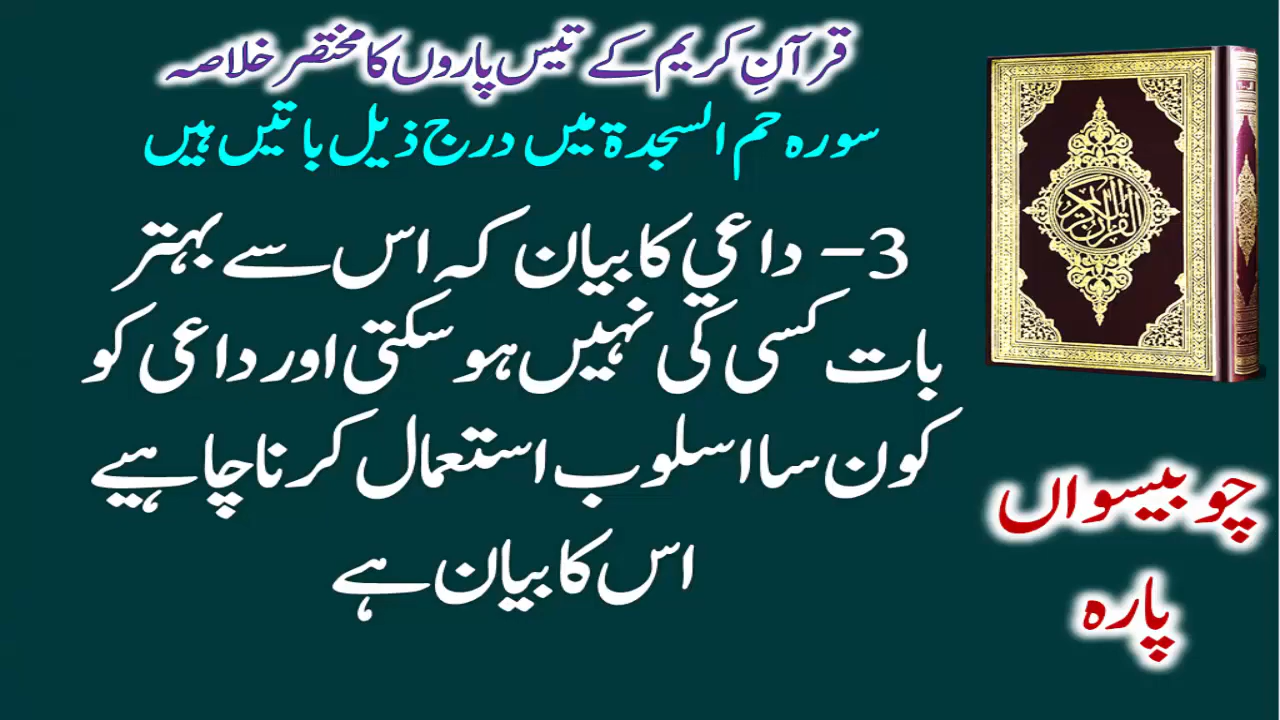 قرآنِ کریم کے تیس پاروں کا مختصر خلاصہ
سورہ حم السجدۃ میں درج ذیل باتیں ہیں
3- داعی کا بیان کہ اس سے بہتر
بات کسی کی نہیں ہو سکتی اور داعی کو
کون سا اسلوب استعمال کرنا چاہیے
اس کا بیان ہے
القرآن الكريم
چوبیسواں
پارہ